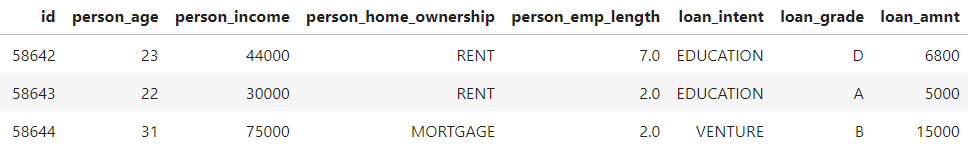 id person_age person_income person_home_ownership person_emp_length loan_intent loan_grade loan_amnt
58642 23 44000 RENT 7.0 EDUCATION D 6800
58643 22 30000 RENT 2.0 EDUCATION A 5000
58644 31 75000 MORTGAGE 2.0 VENTURE B 15000